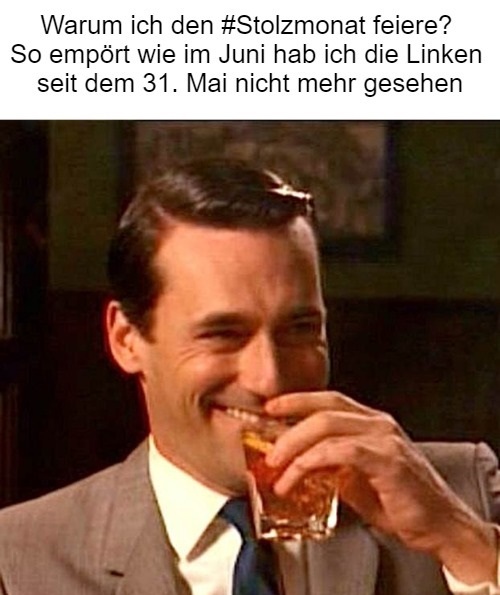 Warum ich den #Stolzmonat feiere?
So empört wie im Juni hab ich die Linken
seit dem 31. Mai nicht mehr gesehen